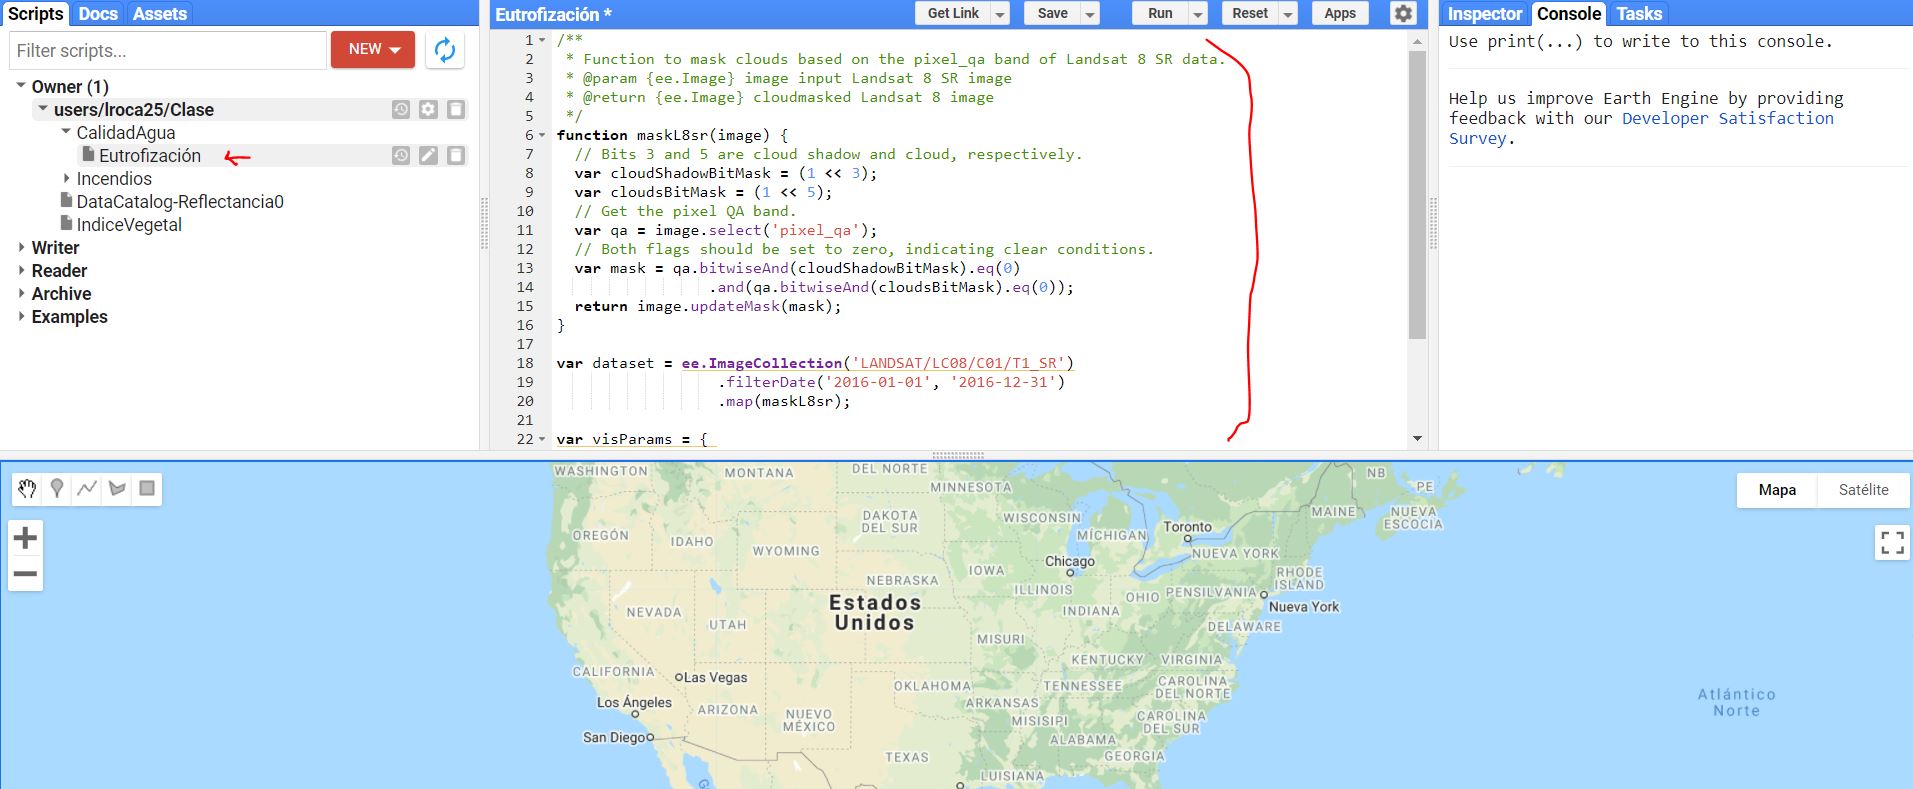 Scripts Docs Assets
Filter scripts... NEW
Owner (1)
users/lroca25/Clase
CalidadAgua
Eutrofización
Incendios
DataCatalog-Reflectancia0
IndiceVegetal
Writer
Reader
Archive
Examples
Eutrofización * Get Link Save Run Reset Apps
1 /**
2 * Function to mask clouds based on the pixel_qa band of Landsat 8 SR data.
3 * @param {ee.Image} image input Landsat 8 SR image
4 * @return {ee.Image} cloudmasked Landsat 8 image
5 */
6 function maskL8sr(image) {
7 // Bits 3 and 5 are cloud shadow and cloud, respectively.
8 var cloudShadowBitMask = (1 << 3);
9 var cloudsBitMask = (1 << 5);
10 // Get the pixel QA band.
11 var qa = image.select('pixel_qa');
12 // Both flags should be set to zero, indicating clear conditions.
13 var mask = qa.bitwiseAnd(cloudShadowBitMask).eq(0)
14 .and(qa.bitwiseAnd(cloudsBitMask).eq(0));
15 return image.updateMask(mask);
16 }
17
18 var dataset = ee.ImageCollection('LANDSAT/LC08/C01/T1_SR')
19 .filterDate('2016-01-01', '2016-12-31')
20 .map(maskL8sr);
21
22 var visParams = {
Inspector Console Tasks
Use print(...) to write to this console.
Help us improve Earth Engine by providing
feedback with our Developer Satisfaction
Survey.
Mapa Satélite
WASHINGTON
MONTANA
DEL NORTE
MINNESOTA
NB
PE
OREGÓN
IDAHO
WYOMING
DAKOTA
DEL SUR
WISCONSIN
MÍCHIGAN
Toronto
MAINE
NUEVA
ESCOCIA
NUEVA YORK
Chicago
IOWA
NEBRASKA
ILLINOIS
INDIANA
OHIO
PENSILVANIA
RHODE
ISLAND
Nueva York
Estados
Unidos
NEVADA
UTAH
DELAWARE
MISURI
KENTUCKY
VIRGINIA
CALIFORNIA
Las Vegas
OKLAHOMA
TENNESSEE
CAROLINA
DEL NORTE
Los Ángeles
ARIZONA
NUEVO
MÉXICO
ARKANSAS
MISISIPI
CAROLINA
DEL SUR
Atlántico
Norte
San Diego
ALABAMA
TEXAS
GEORGIA
LUISIANA
G